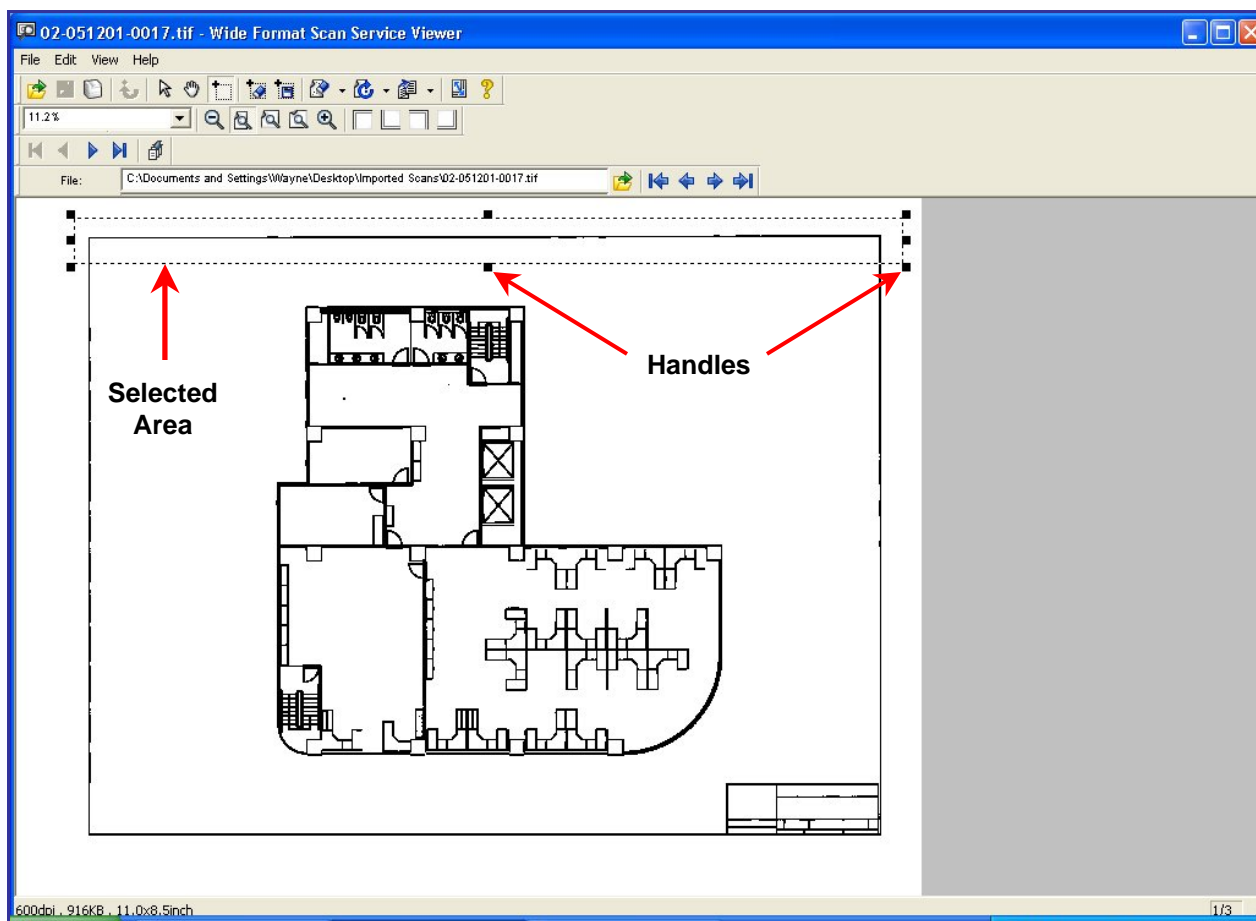 02-051201-0017.tif - Wide Format Scan Service Viewer
File Edit View Help
11.2%
File: C:\Documents and Settings\Wayne\Desktop\Imported Scans\02-051201-0017.tif
Selected
Area
Handles
600dpi , 916KB , 11.0x8.5inch
1/3